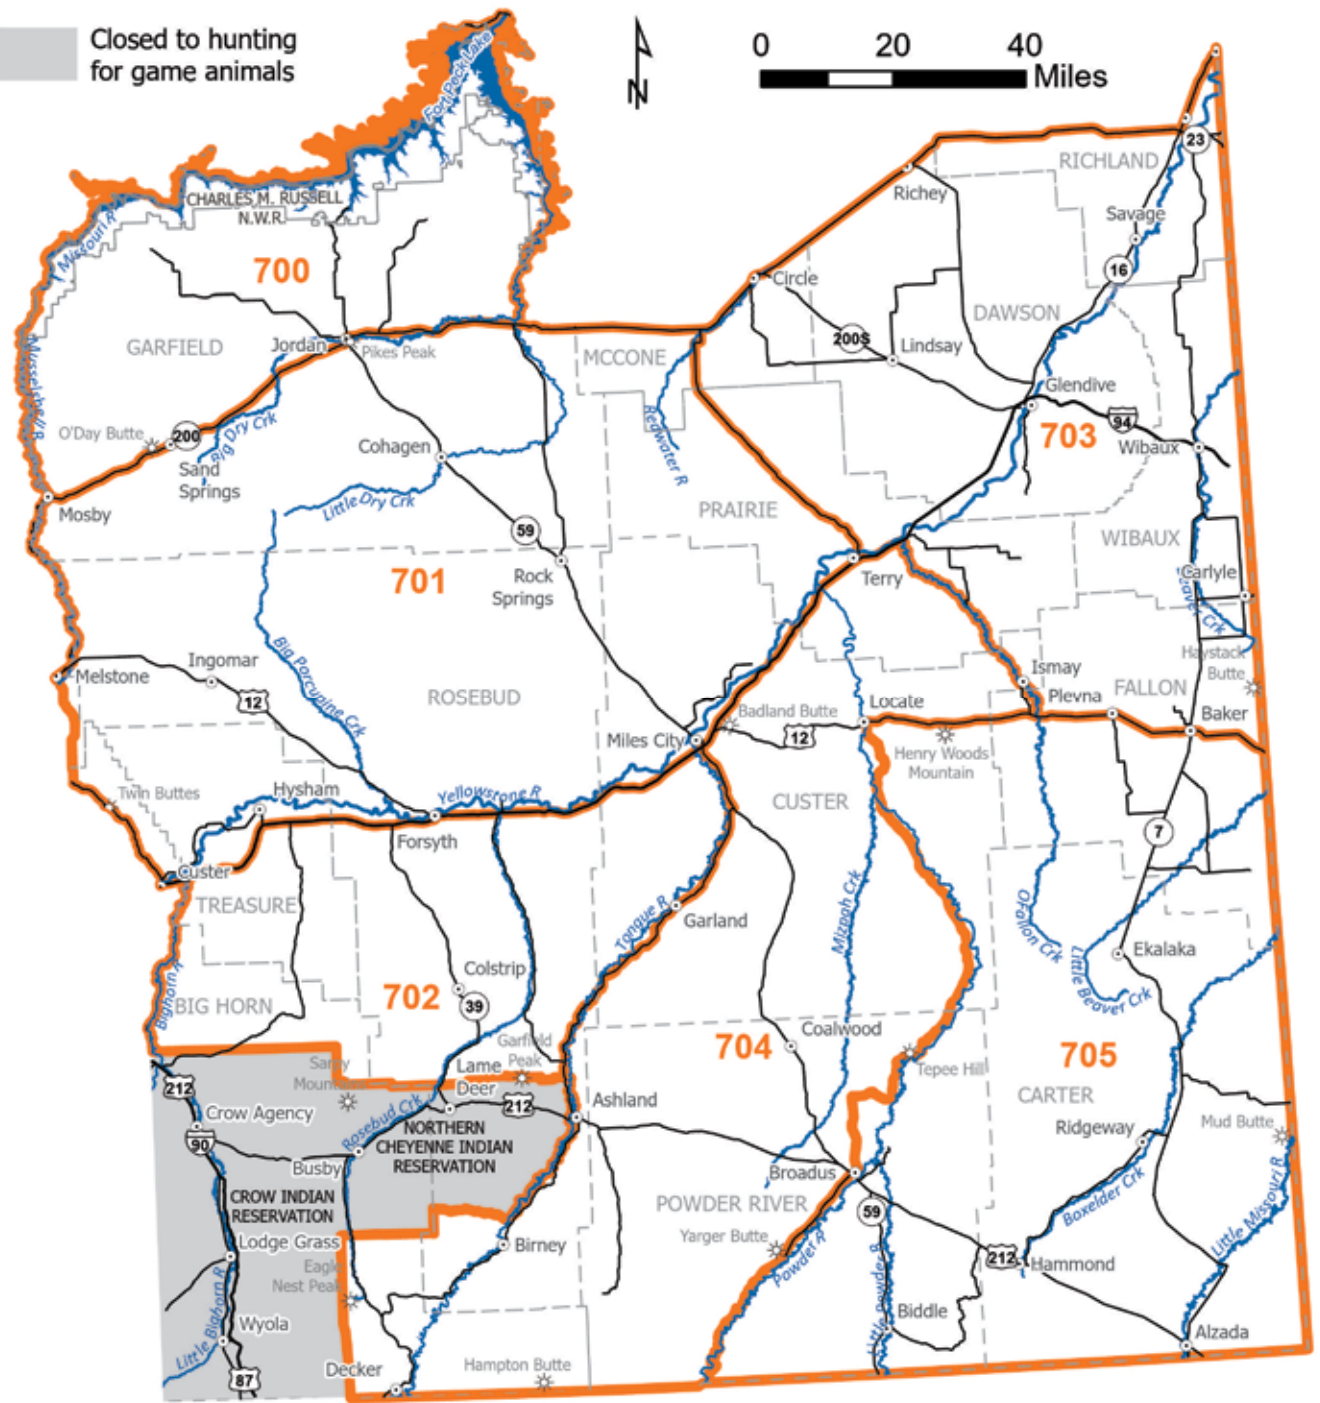 Closed to hunting
for game animals
N
0 20 40
Miles
Fort Peck Lake
23
RICHLAND
Richey
CHARLES M. RUSSELL
N.W.R.
Savage
Missouri R
700
16
Circle
DAWSON
GARFIELD
Jordan
Pikes Peak
MCCONE
200S
Lindsay
Musselshell R
Glendive
Redwater R
94
O'Day Butte
200
Big Dry Crk
703
Cohagen
Wibaux
Sand
Springs
Little Dry Crk
Mosby
PRAIRIE
59
WIBAUX
701
Rock
Springs
Terry
Carlyle
Beaver Crk
Big Porcupine Crk
Haystack
Butte
Ingomar
Melstone
Ismay
12
ROSEBUD
Locate
Plevna
FALLON
Badland Butte
Baker
Miles City
12
Henry Woods
Mountain
Twin Buttes
Hysham
Yellowstone R
CUSTER
Forsyth
7
Custer
TREASURE
Mizpah Crk
OFallon Crk
Tongue R
Garland
Ekalaka
Little Beaver Crk
Bighorn R
BIG HORN
702
Colstrip
39
Coalwood
Garfield
Peak
704
705
Sarpy
Mountains
Lame
Deer
Tepee Hill
212
CARTER
212
Ashland
Crow Agency
Rosebud Crk
NORTHERN
CHEYENNE INDIAN
RESERVATION
Ridgeway
Mud Butte
90
Busby
Broadus
CROW INDIAN
RESERVATION
POWDER RIVER
Boxelder Crk
Little Missouri R
59
Yarger Butte
Lodge Grass
Birney
Powder R
Little Powder R
212
Hammond
Eagle
Nest Peak
Little Bighorn R
Wyola
Biddle
Alzada
Decker
Hampton Butte
87